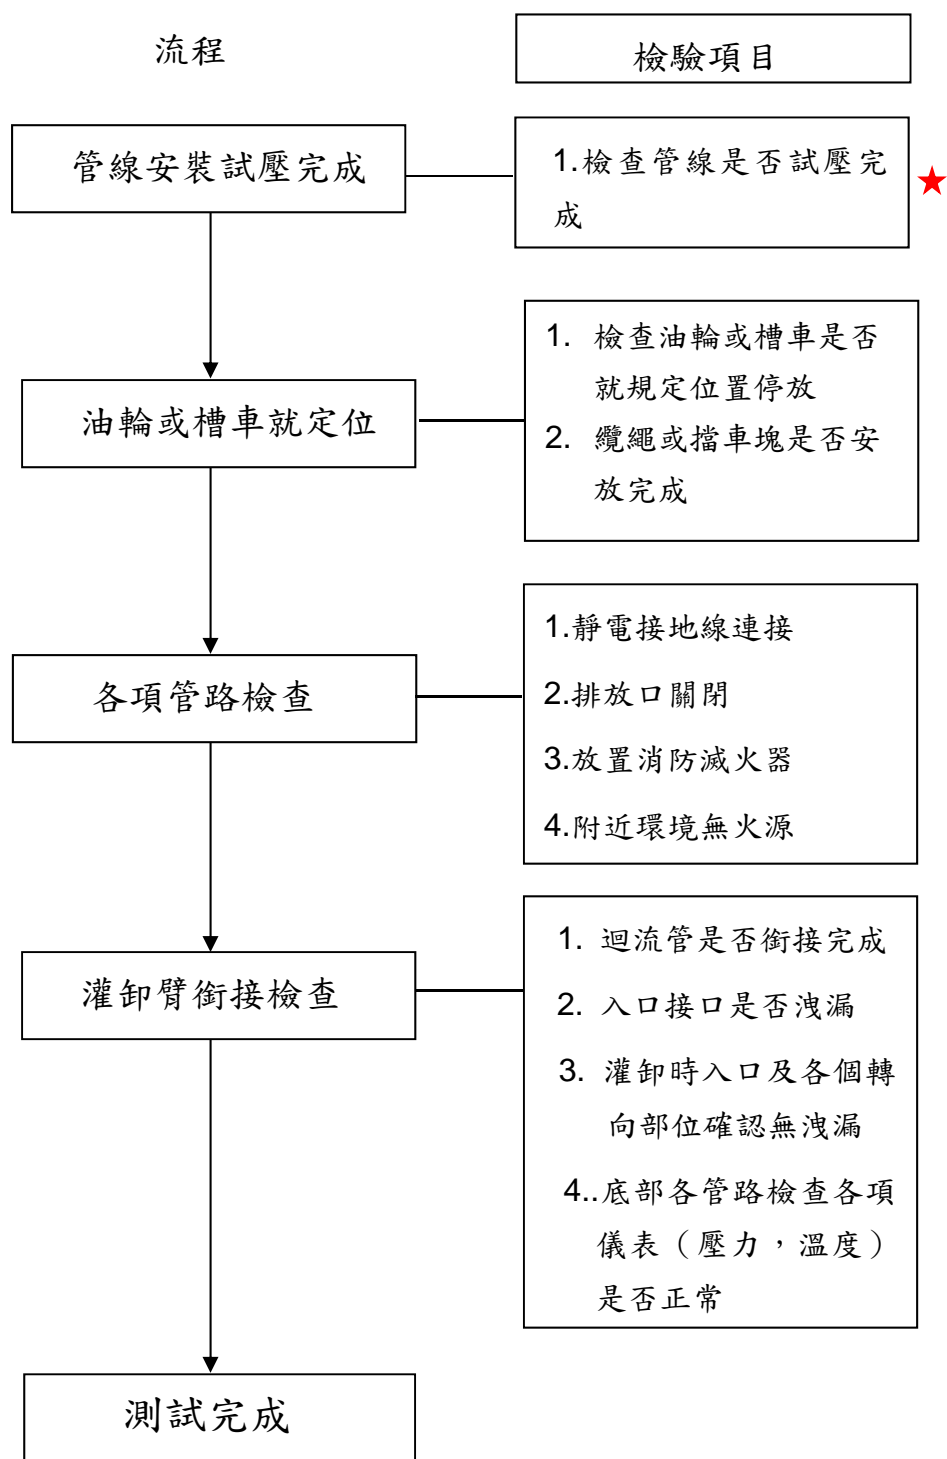 流程
檢驗項目
管線安裝試壓完成
1.檢查管線是否試壓完
成
★
油輪或槽車就定位
1. 檢查油輪或槽車是否
就規定位置停放
2. 纜繩或擋車塊是否安
放完成
各項管路檢查
1.靜電接地線連接
2.排放口關閉
3.放置消防滅火器
4.附近環境無火源
灌卸臂銜接檢查
1. 迴流管是否銜接完成
2. 入口接口是否洩漏
3. 灌卸時入口及各個轉
向部位確認無洩漏
4..底部各管路檢查各項
儀表（壓力，溫度）
是否正常
測試完成